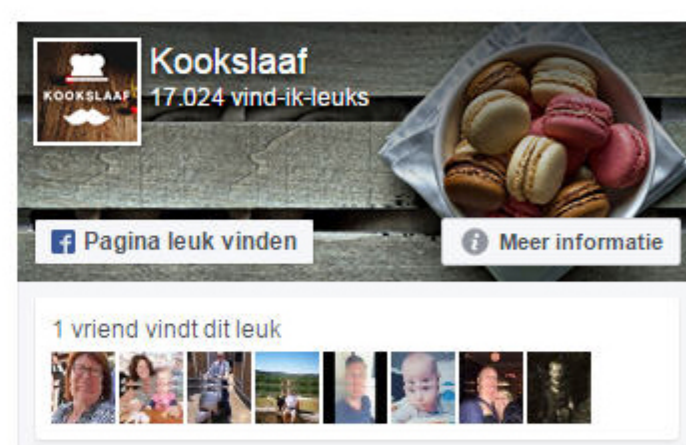 KOOKSLAAF
Kookslaaf
17.024 vind-ik-leuks
Pagina leuk vinden
Meer informatie
1 vriend vindt dit leuk